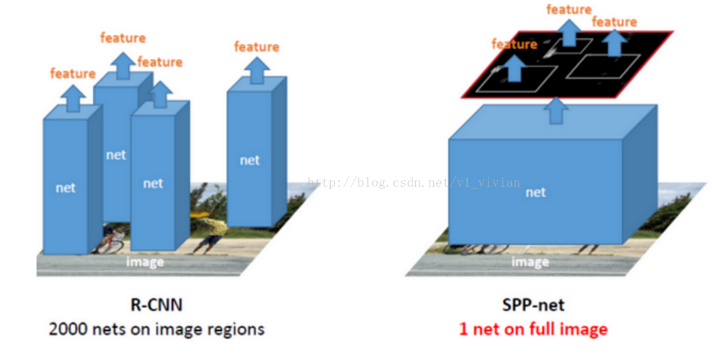 feature
feature
feature
feature
net
net
net
net
image
R-CNN
2000 nets on image regions
feature
feature
feature
net
image
SPP-net
1 net on full image
http://blog.csdn.net/v1_vivian